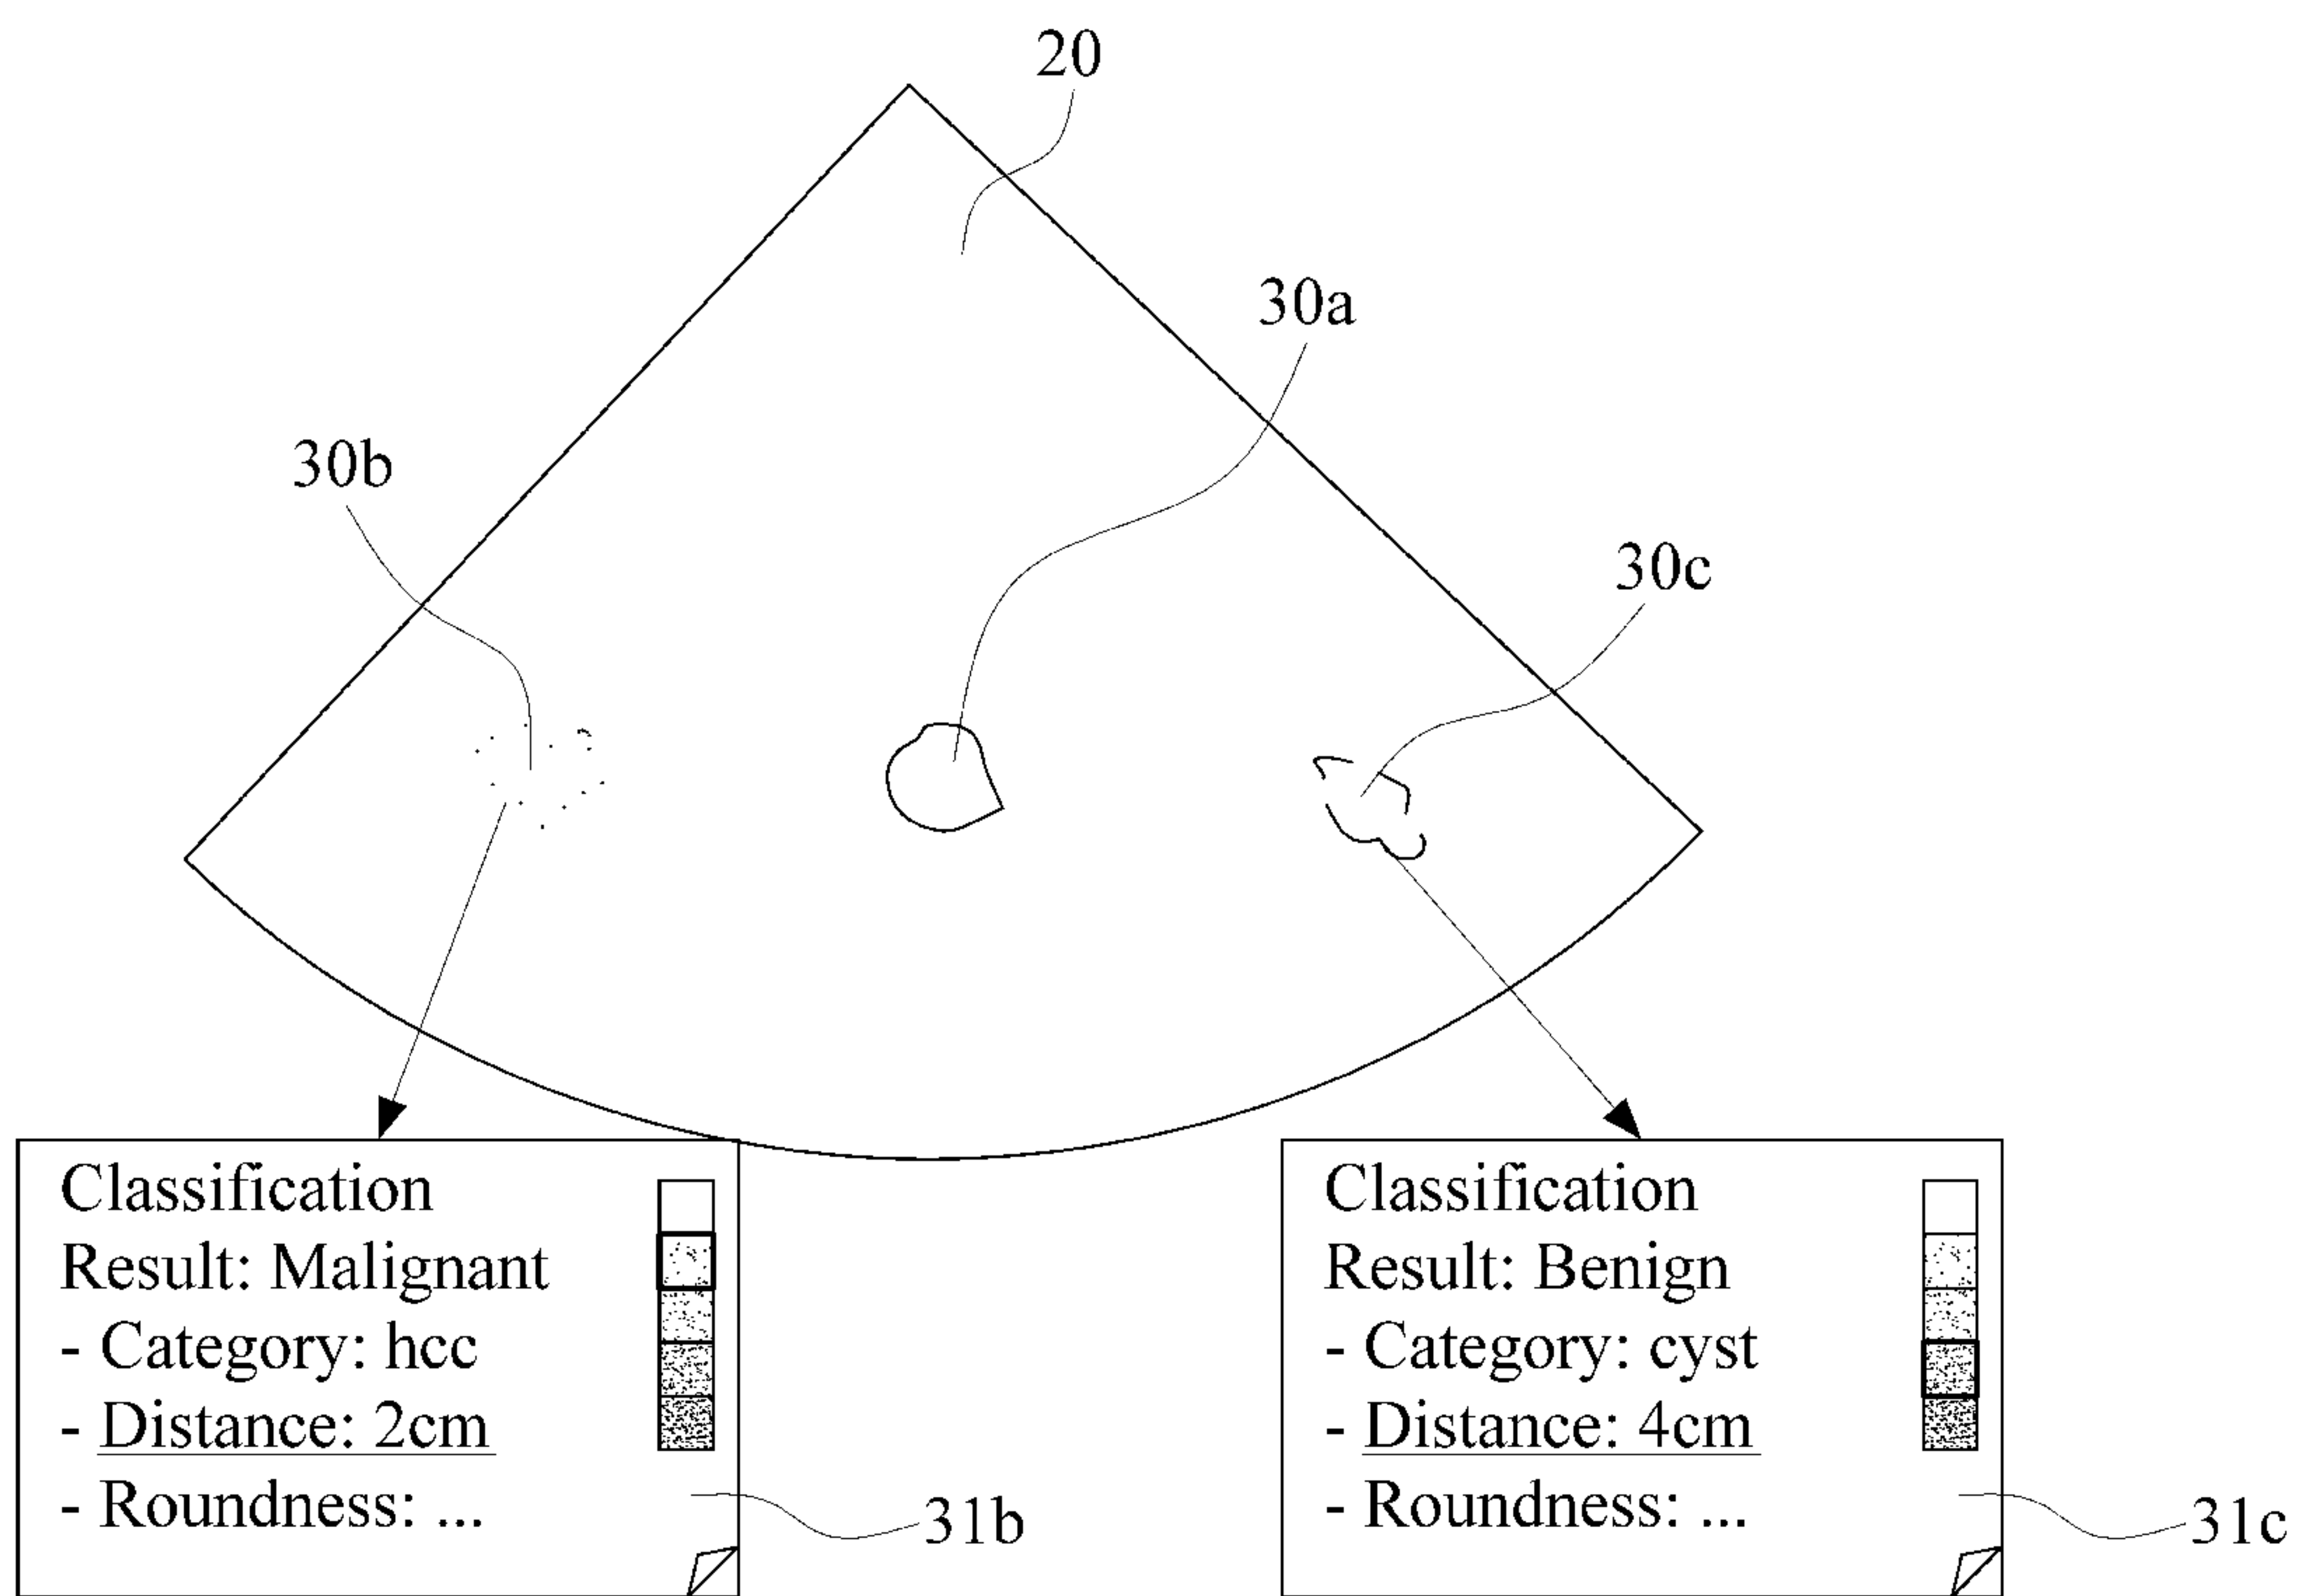 20
30a
30b
30c
Classification
Result: Malignant
- Category: hcc
- Distance: 2cm
- Roundness: ...
31b
Classification
Result: Benign
- Category: cyst
- Distance: 4cm
- Roundness: ...
31c